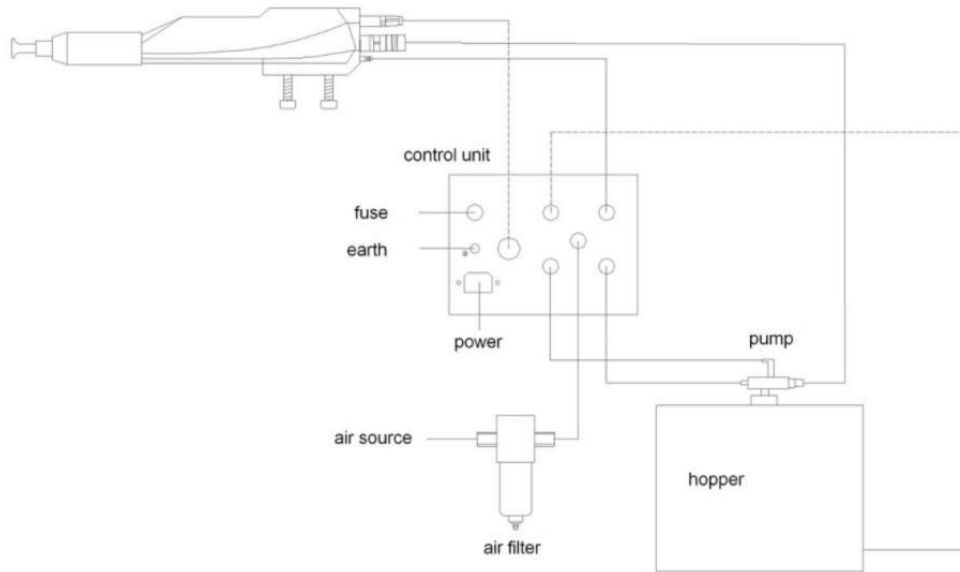 control unit
fuse
earth
power
pump
air source
hopper
air filter